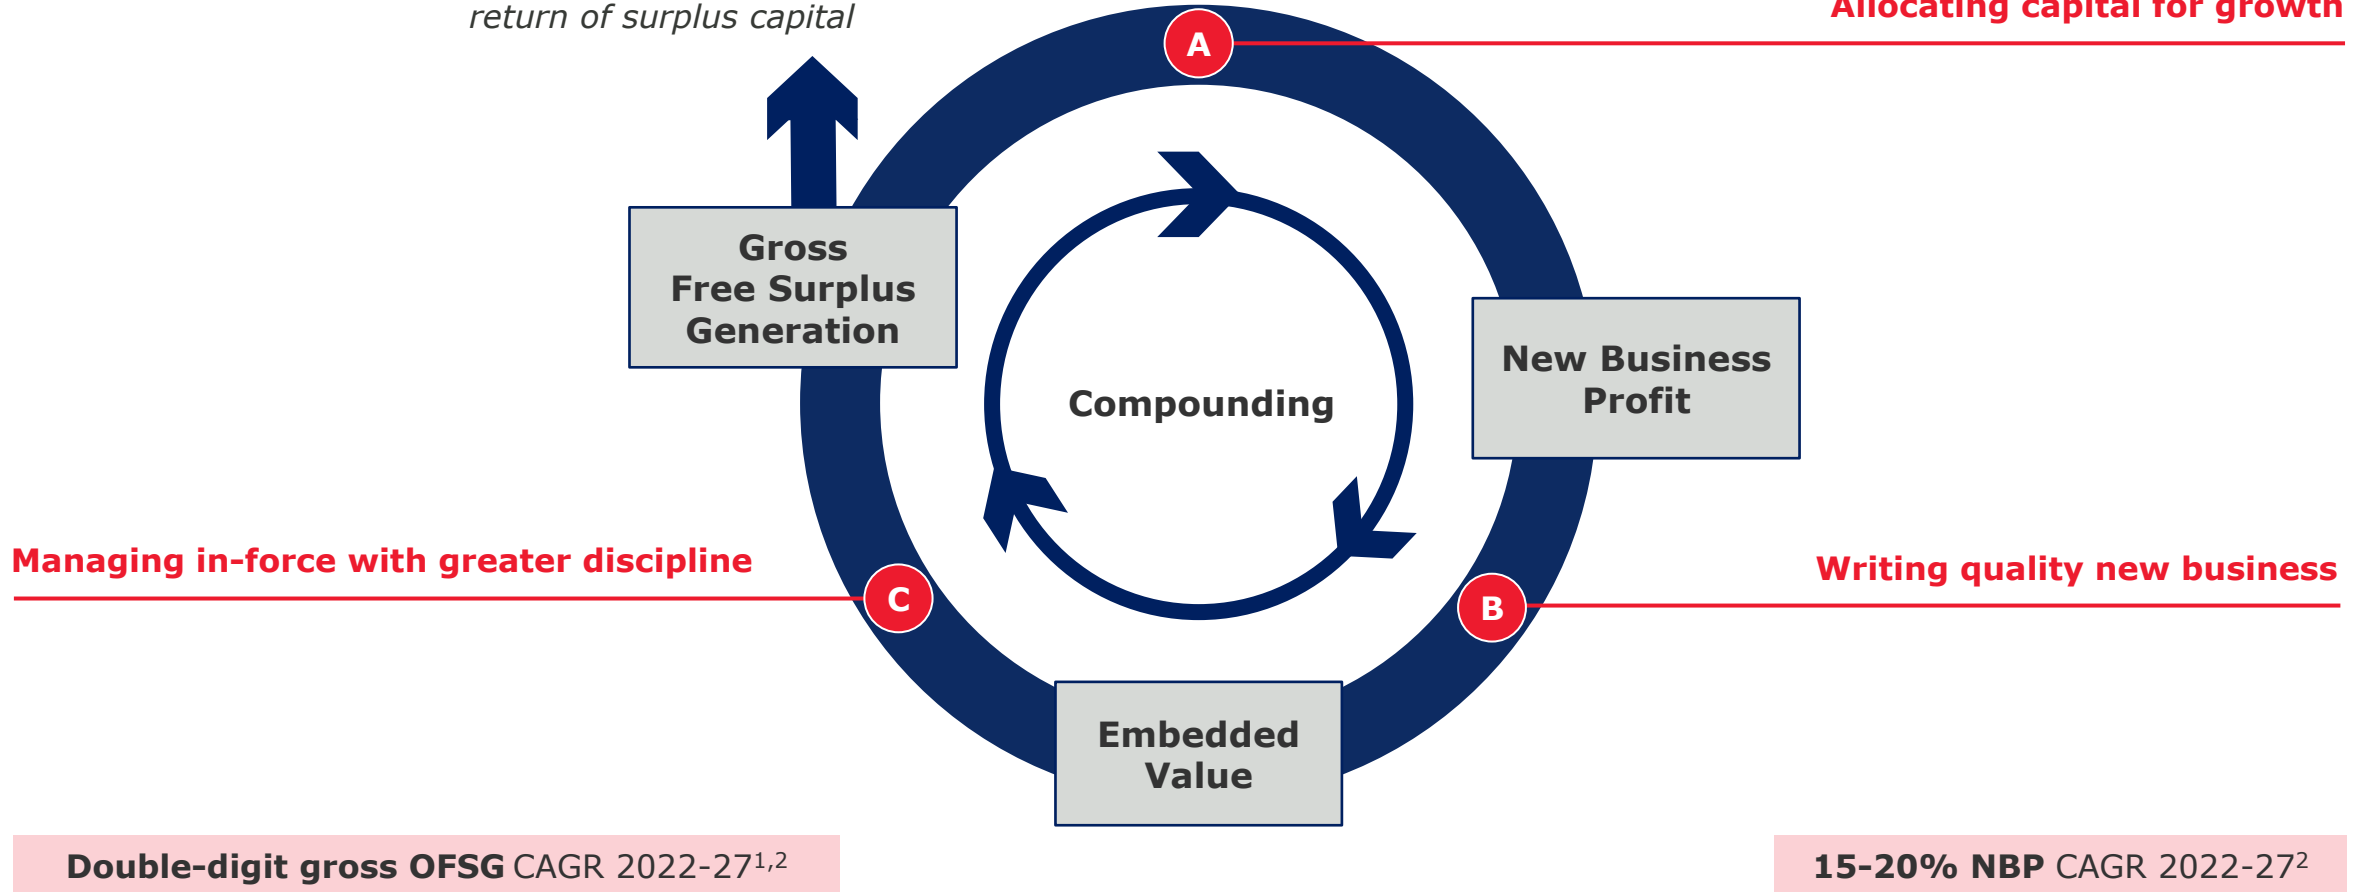 return of surplus capital
Allocating capital for growth
A
Gross
Free Surplus
Generation
New Business
Profit
Compounding
Managing in-force with greater discipline
Writing quality new business
C
B
Embedded
Value
Double-digit gross OFSG CAGR 2022-27¹,²
15-20% NBP CAGR 2022-27²